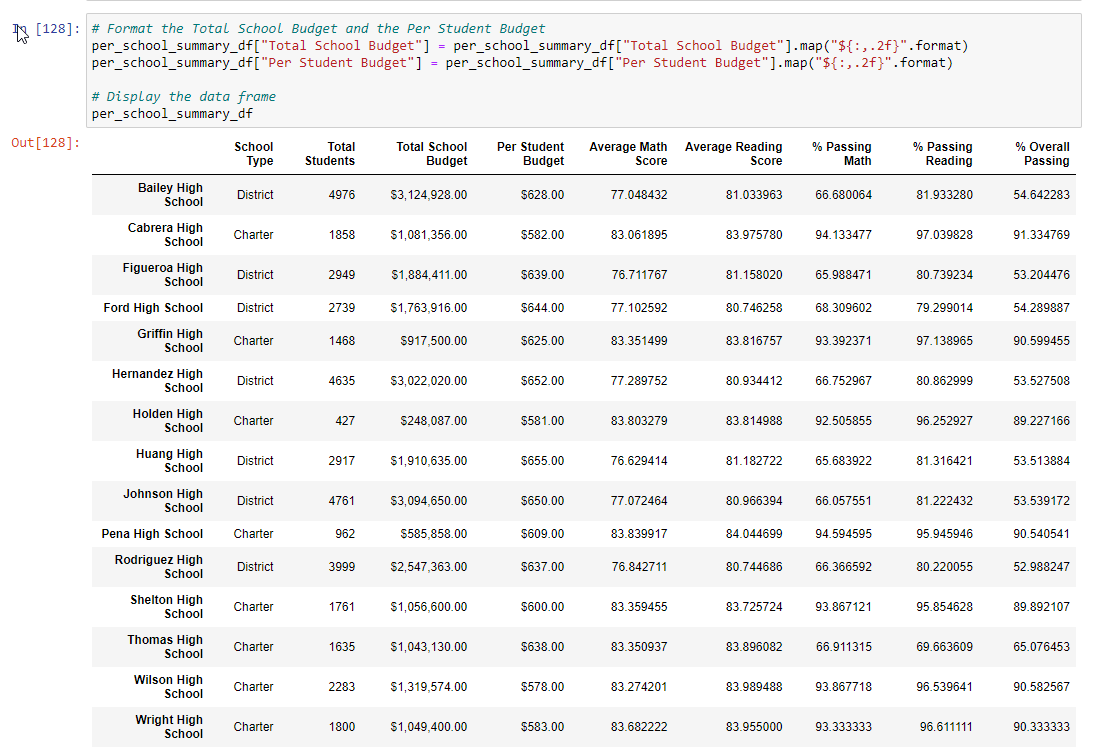 In [128]: # Format the Total School Budget and the Per Student Budget
per_school_summary_df["Total School Budget"] = per_school_summary_df["Total School Budget"].map("${:,.2f}".format)
per_school_summary_df["Per Student Budget"] = per_school_summary_df["Per Student Budget"].map("${:,.2f}".format)
# Display the data frame
per_school_summary_df
Out[128]:
School Type Total Students Total School Budget Per Student Budget Average Math Score Average Reading Score % Passing Math % Passing Reading % Overall Passing
Bailey High School District 4976 $3,124,928.00 $628.00 77.048432 81.033963 66.680064 81.933280 54.642283
Cabrera High School Charter 1858 $1,081,356.00 $582.00 83.061895 83.975780 94.133477 97.039828 91.334769
Figueroa High School District 2949 $1,884,411.00 $639.00 76.711767 81.158020 65.988471 80.739234 53.204476
Ford High School District 2739 $1,763,916.00 $644.00 77.102592 80.746258 68.309602 79.299014 54.289887
Griffin High School Charter 1468 $917,500.00 $625.00 83.351499 83.816757 93.392371 97.138965 90.599455
Hernandez High School District 4635 $3,022,020.00 $652.00 77.289752 80.934412 66.752967 80.862999 53.527508
Holden High School Charter 427 $248,087.00 $581.00 83.803279 83.814988 92.505855 96.252927 89.227166
Huang High School District 2917 $1,910,635.00 $655.00 76.629414 81.182722 65.683922 81.316421 53.513884
Johnson High School District 4761 $3,094,650.00 $650.00 77.072464 80.966394 66.057551 81.222432 53.539172
Pena High School Charter 962 $585,858.00 $609.00 83.839917 84.044699 94.594595 95.945946 90.540541
Rodriguez High School District 3999 $2,547,363.00 $637.00 76.842711 80.744686 66.366592 80.220055 52.988247
Shelton High School Charter 1761 $1,056,600.00 $600.00 83.359455 83.725724 93.867121 95.854628 89.892107
Thomas High School Charter 1635 $1,043,130.00 $638.00 83.350937 83.896082 66.911315 69.663609 65.076453
Wilson High School Charter 2283 $1,319,574.00 $578.00 83.274201 83.989488 93.867718 96.539641 90.582567
Wright High School Charter 1800 $1,049,400.00 $583.00 83.682222 83.955000 93.333333 96.611111 90.333333